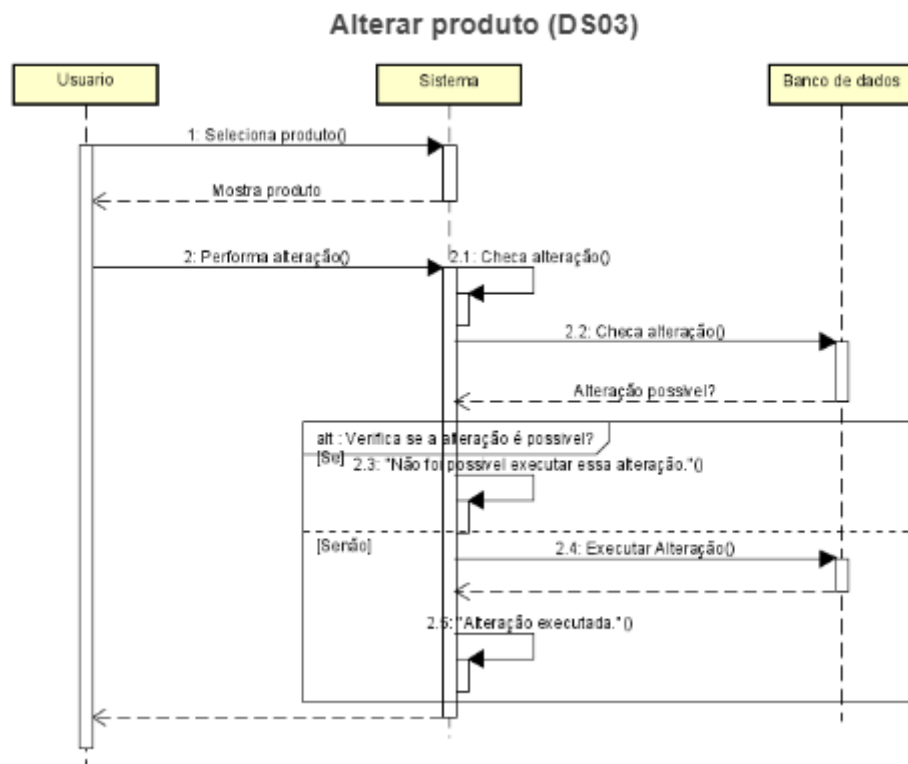 Alterar produto (DS03)
Usuario
Sistema
Banco de dados
1: Seleciona produto()
Mostra produto
2: Performa alteração()
2.1: Checa alteração()
2.2: Checa alteração()
Alteração possivel?
alt : Verifica se a alteração é possivel?
[Se]
2.3: "Não foi possivel executar essa alteração."()
[Senão]
2.4: Executar Alteração()
2.5: "Alteração executada."()